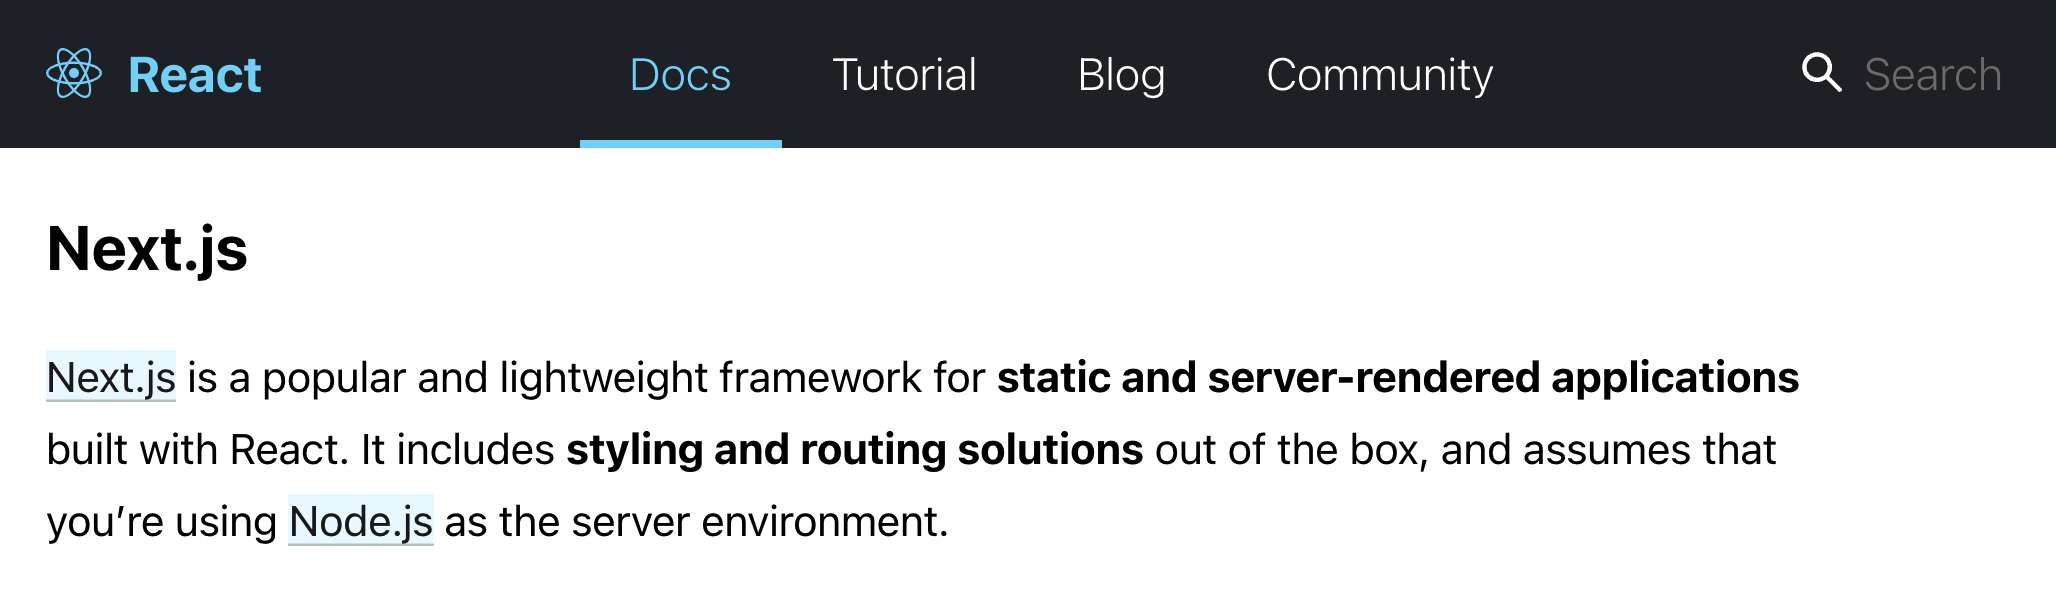 React Docs Tutorial Blog Community Search
Next.js
Next.js is a popular and lightweight framework for static and server-rendered applications
built with React. It includes styling and routing solutions out of the box, and assumes that
you’re using Node.js as the server environment.